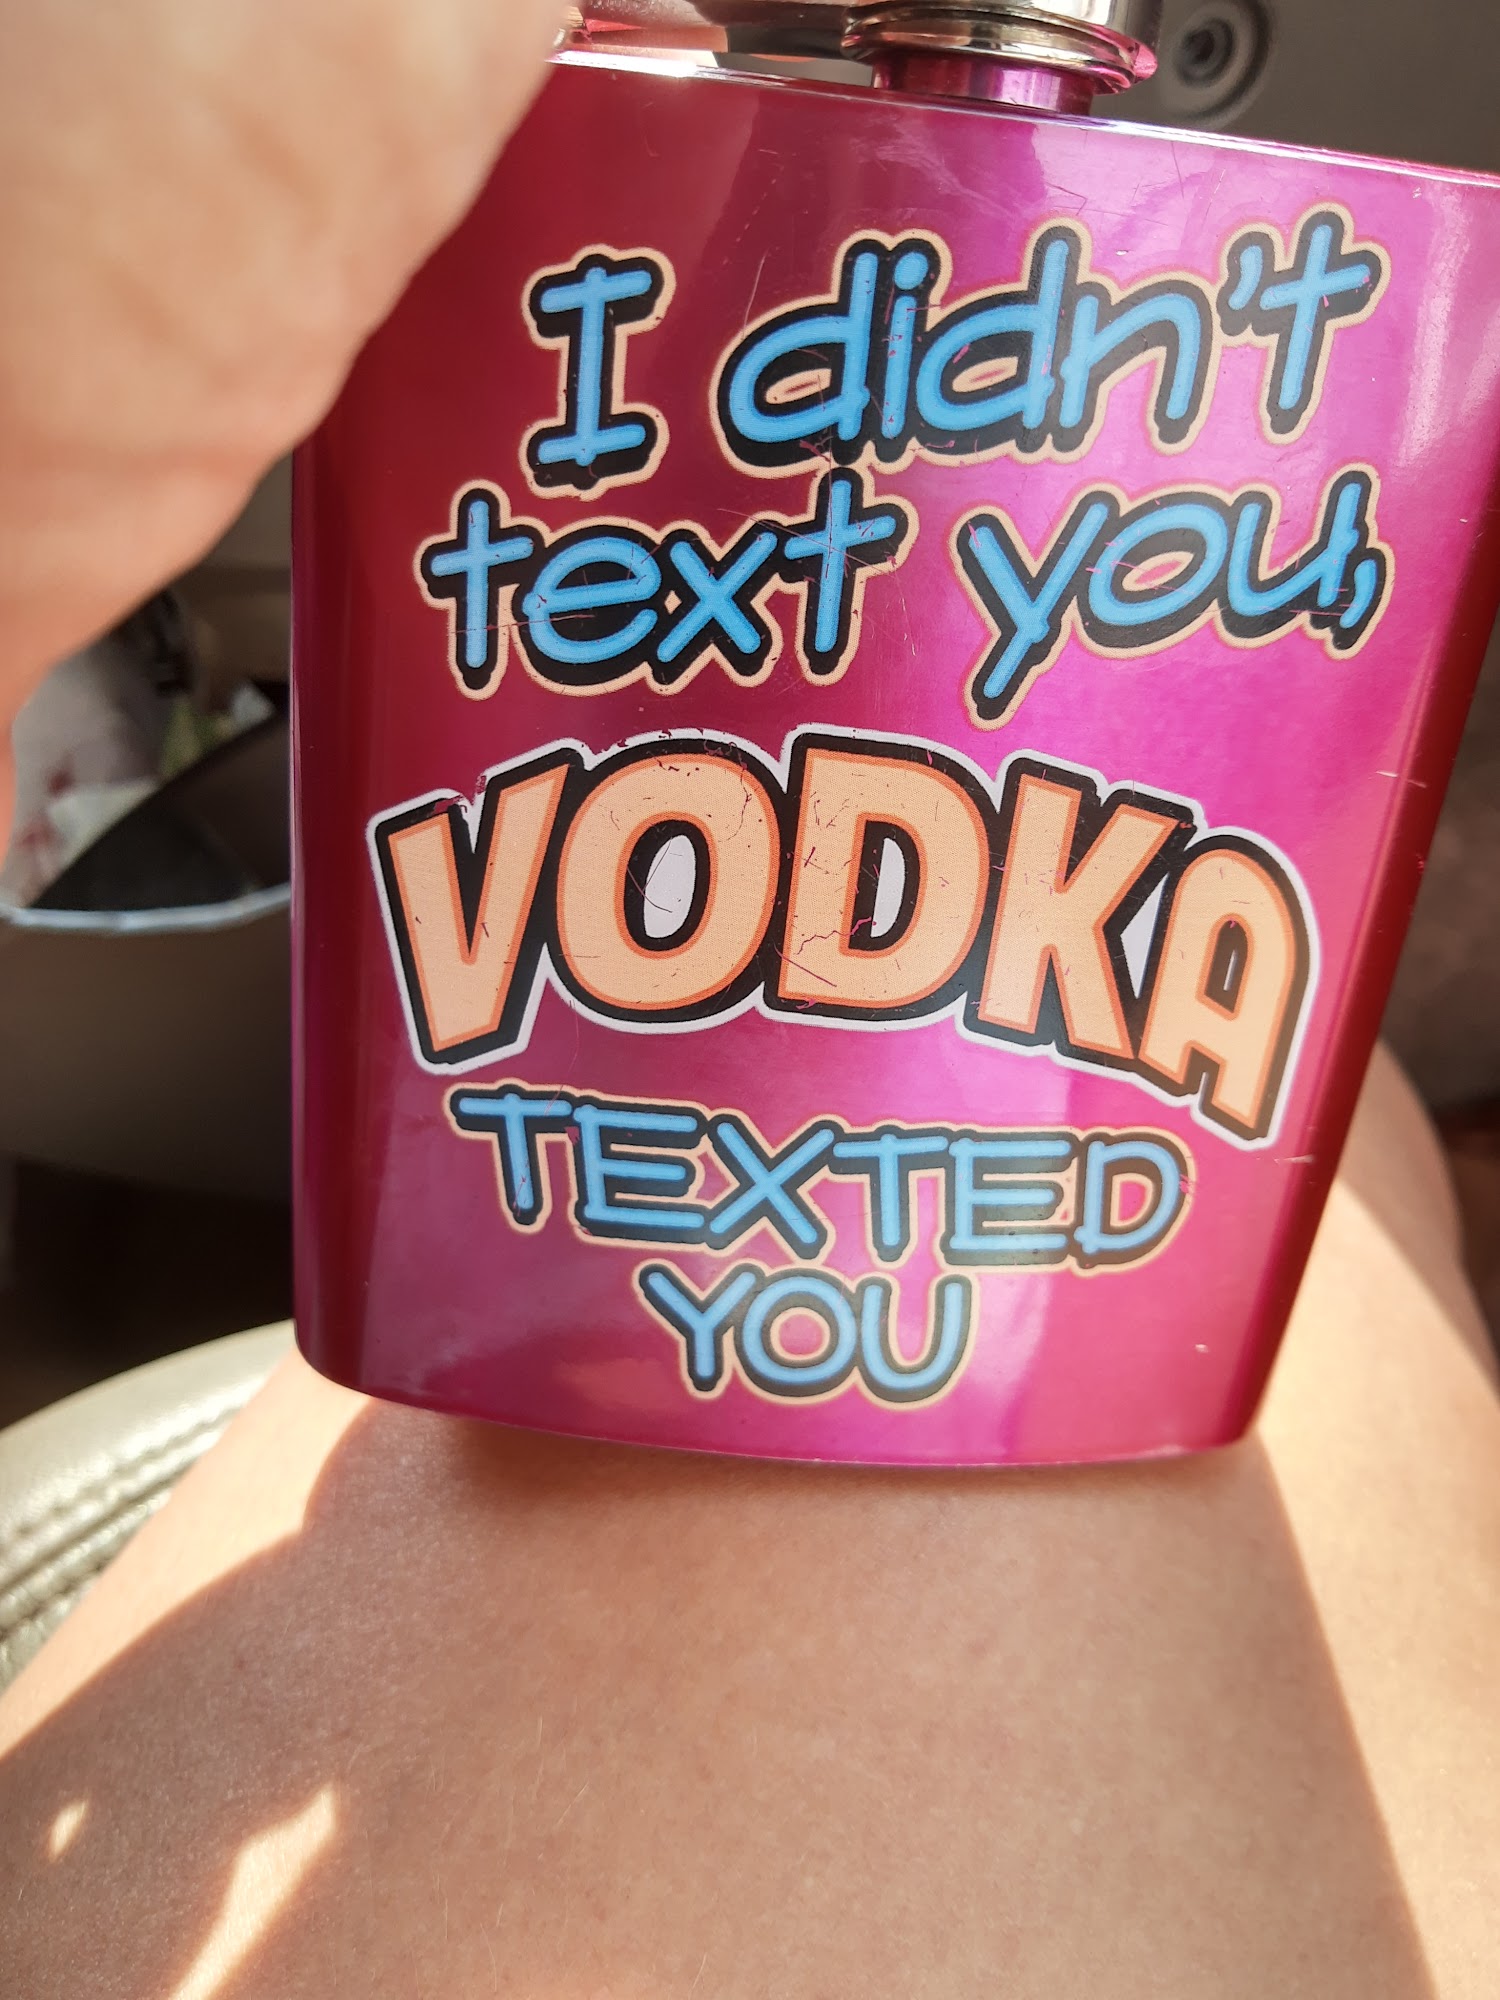 I didn't
text you,
VODKA
TEXTED
YOU